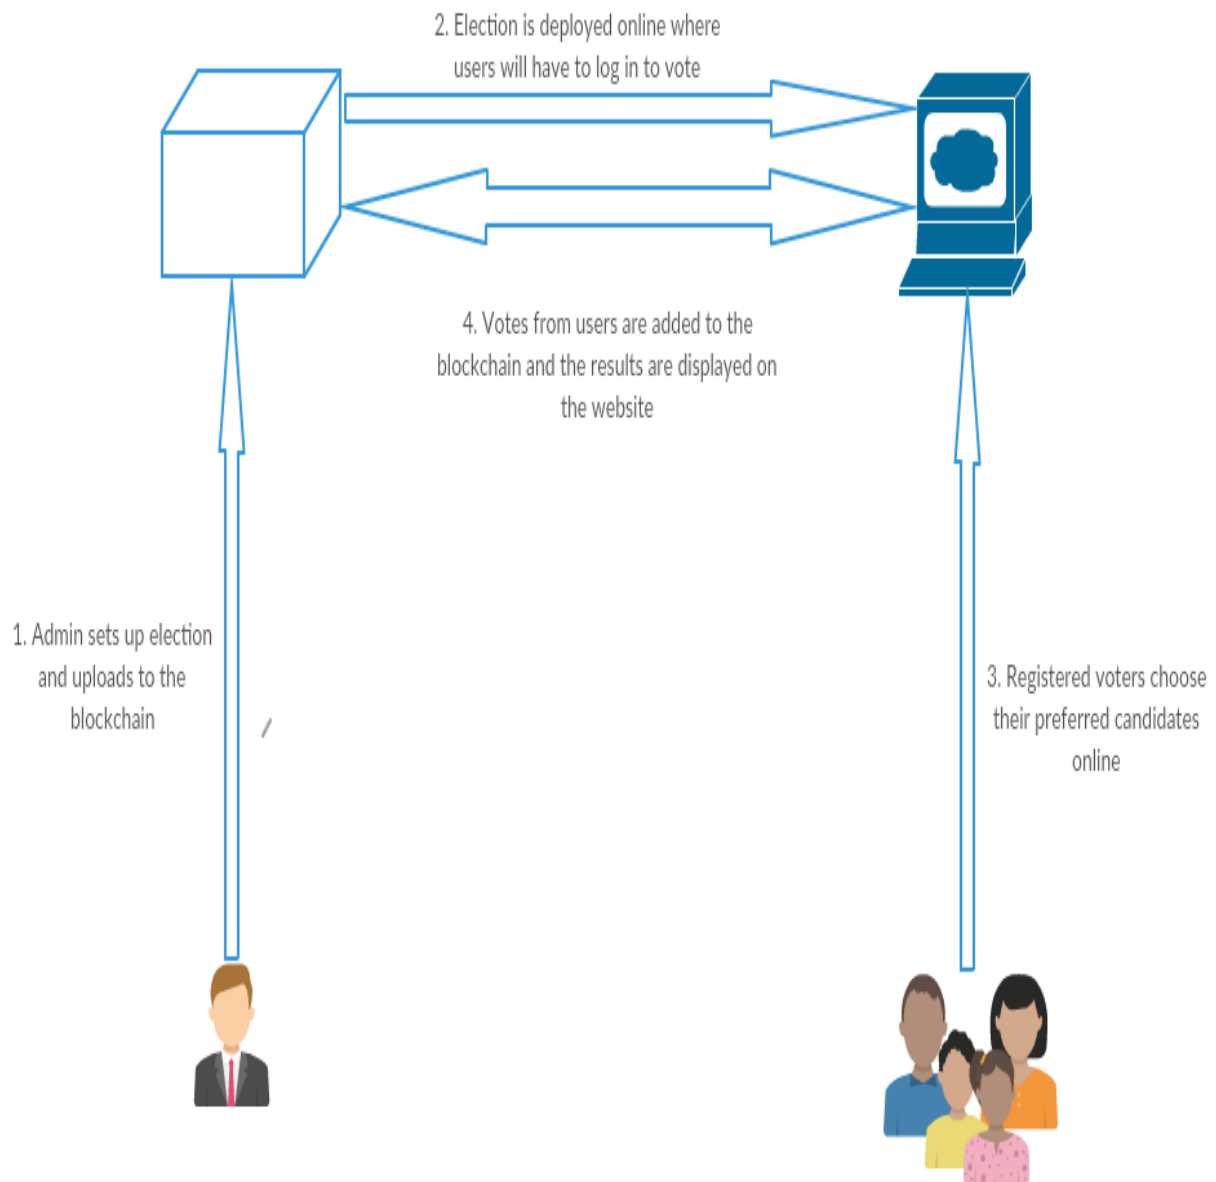 2. Election is deployed online where
users will have to log in to vote
4. Votes from users are added to the
blockchain and the results are displayed on
the website
1. Admin sets up election
and uploads to the
blockchain
3. Registered voters choose
their preferred candidates
online